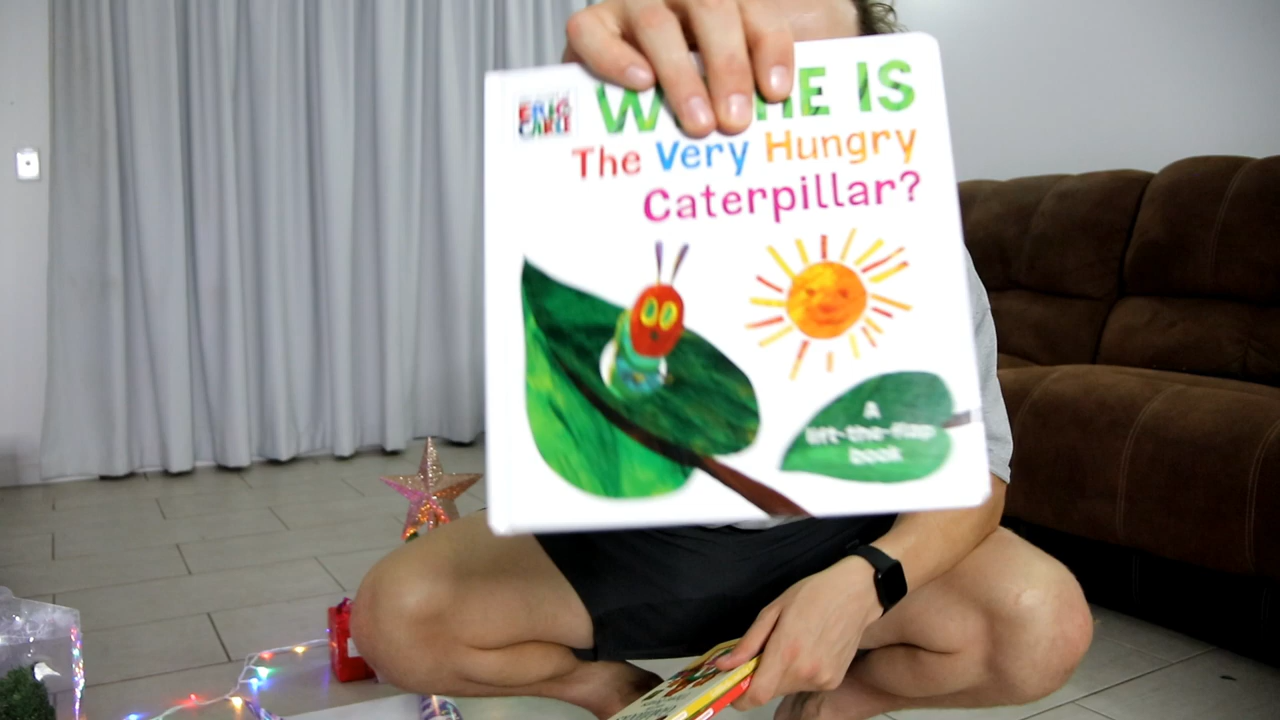 ERIC
CARLE
W HE IS
The Very Hungry
Caterpillar?
A
lift-the-flap
book